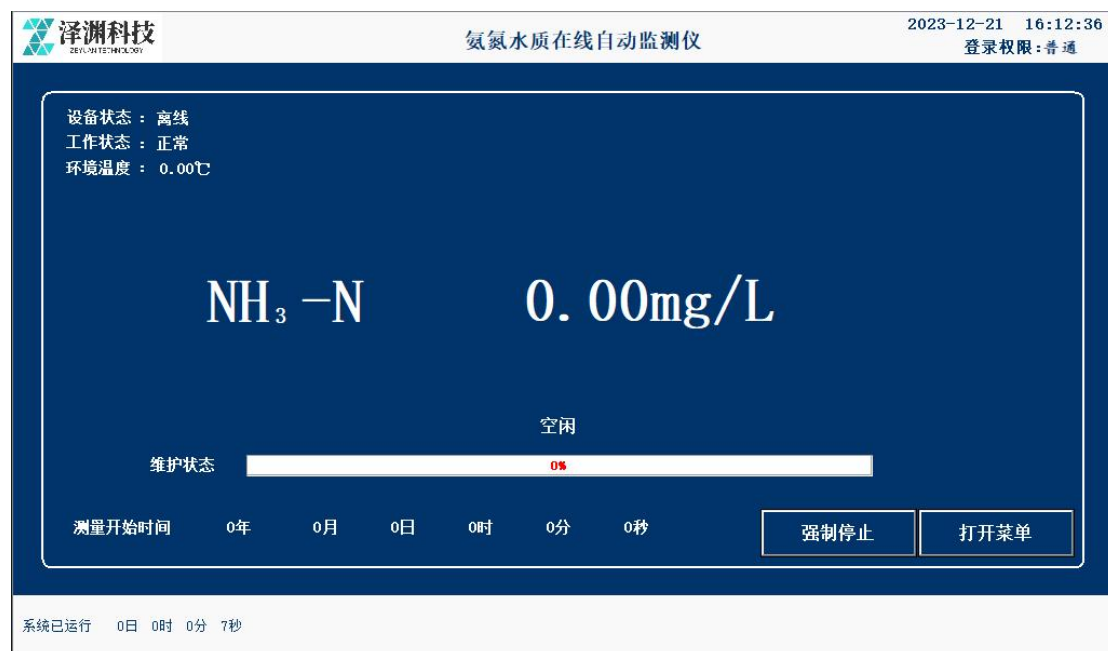 泽渊科技
ZEYUAN TECHNOLOGY
氨氮水质在线自动监测仪
2023-12-21 16:12:36
登录权限:普通
设备状态 : 离线
工作状态 : 正常
环境温度 : 0.00℃
NH₃-N 0.00mg/L
空闲
维护状态 0%
测量开始时间 0年 0月 0日 0时 0分 0秒
强制停止 打开菜单
系统已运行 0日 0时 0分 7秒